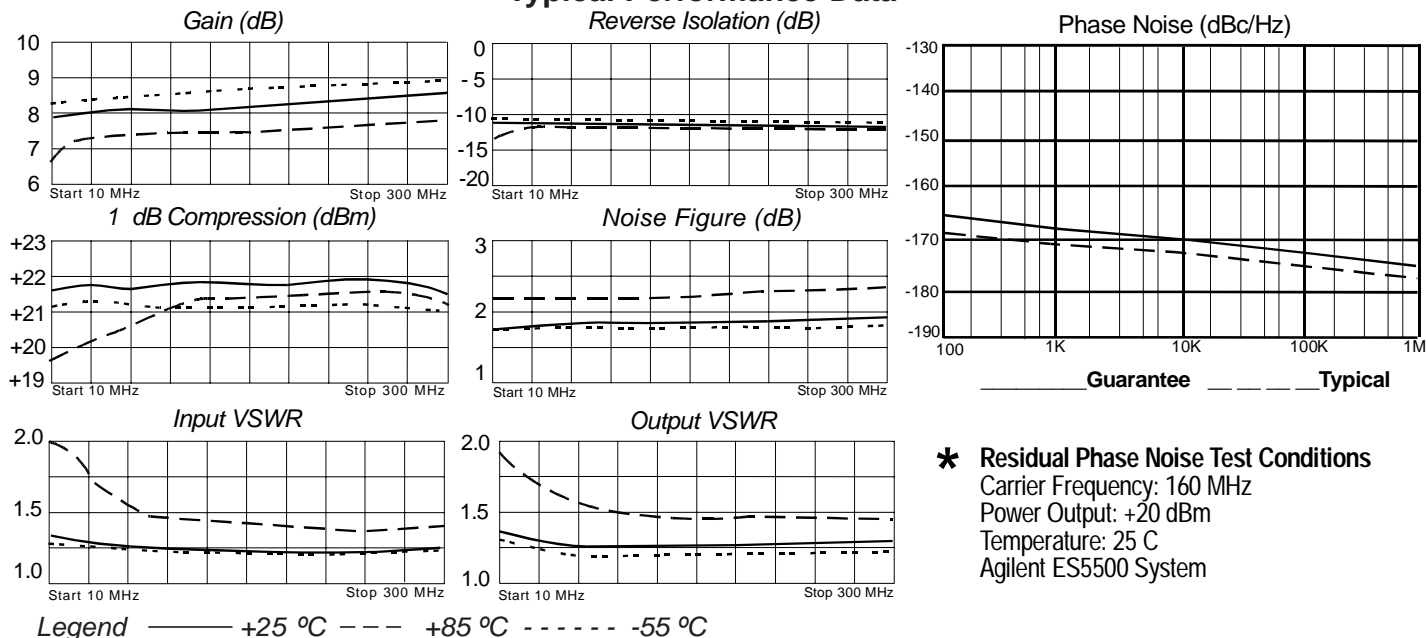 Typical Performance Data
Gain (dB)
10
9
8
7
6
Start 10 MHz
Stop 300 MHz
Reverse Isolation (dB)
0
- 5
-10
-15
-20
Start 10 MHz
Stop 300 MHz
Phase Noise (dBc/Hz)
-130
-140
-150
-160
-170
-180
-190
100
1K
10K
100K
1M
Guarantee
Typical
1 dB Compression (dBm)
+23
+22
+21
+20
+19
Start 10 MHz
Stop 300 MHz
Noise Figure (dB)
3
2
1
Start 10 MHz
Stop 300 MHz
Input VSWR
2.0
1.5
1.0
Start 10 MHz
Stop 300 MHz
Output VSWR
2.0
1.5
1.0
Start 10 MHz
Stop 300 MHz
* Residual Phase Noise Test Conditions
Carrier Frequency: 160 MHz
Power Output: +20 dBm
Temperature: 25 C
Agilent ES5500 System
Legend +25 ºC +85 ºC -55 ºC